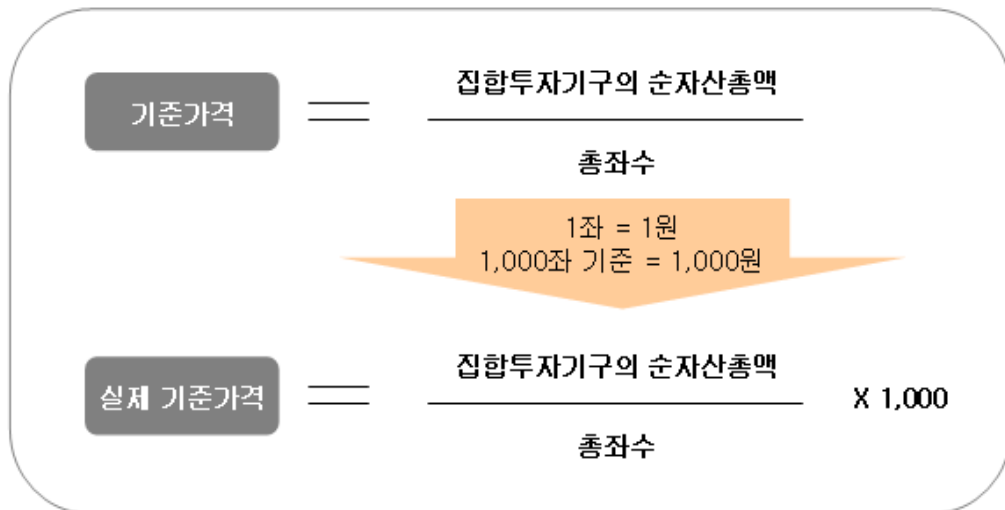 집합투자기구의 순자산총액
기준가격
총좌수
1좌 = 1원
1,000좌 기준 = 1,000원
집합투자기구의 순자산총액
실제 기준가격
X 1,000
총좌수